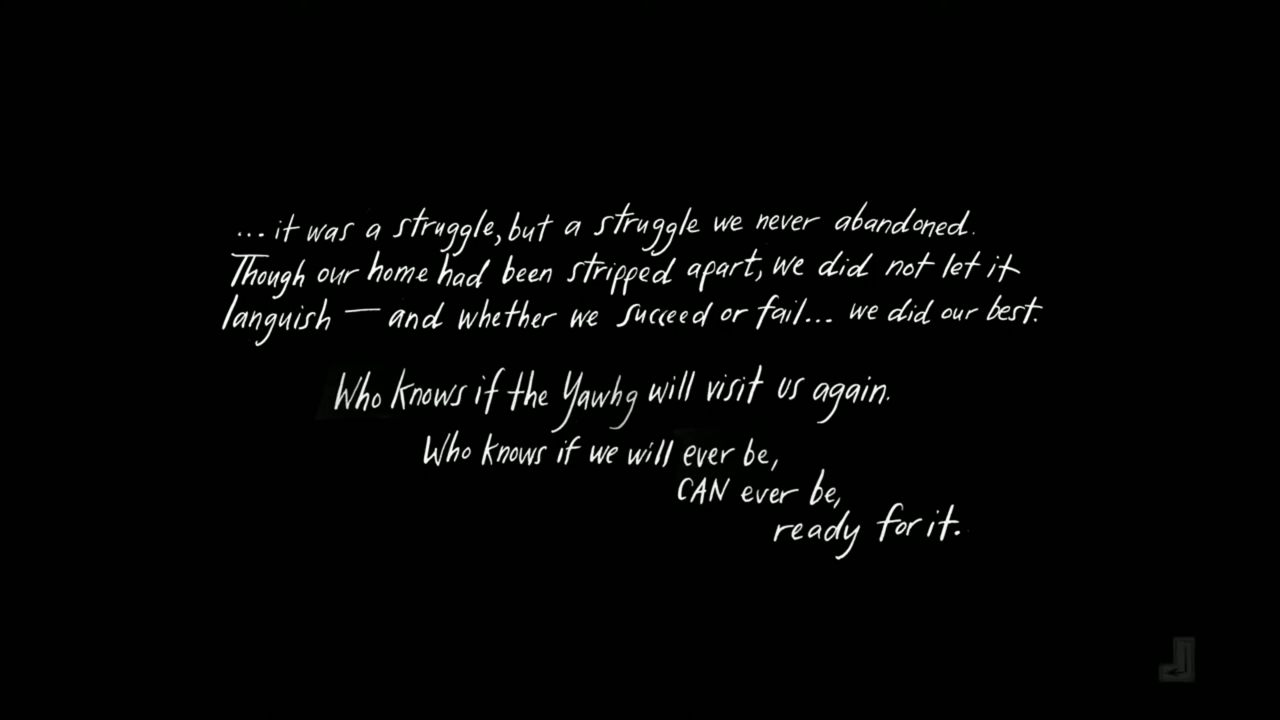 ...it was a struggle, but a struggle we never abandoned.
Though our home had been stripped apart, we did not let it
languish — and whether we succeed or fail... we did our best.
Who knows if the Yawhg will visit us again.
Who knows if we will ever be,
CAN ever be,
ready for it.